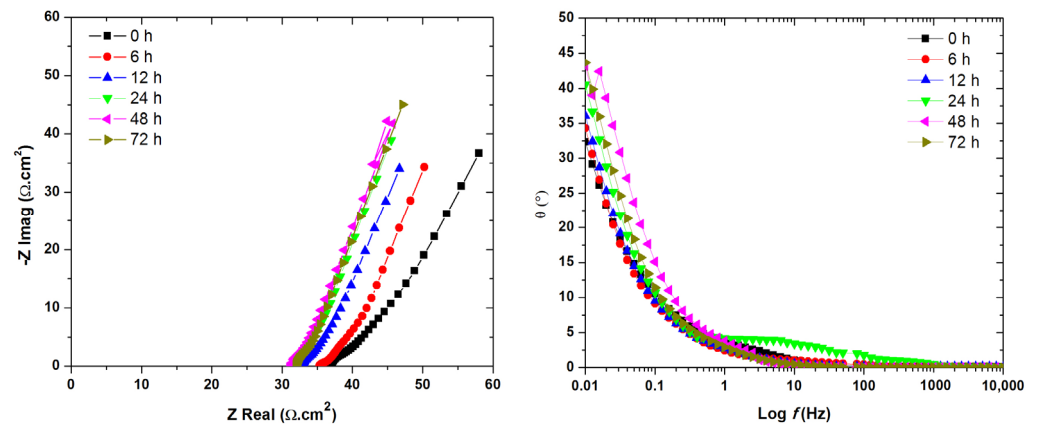 60
50
40
30
20
10
0
-Z Imag (Ω.cm²)
0 h
6 h
12 h
24 h
48 h
72 h
0 10 20 30 40 50 60
Z Real (Ω.cm²)
50
45
40
35
30
25
20
15
10
5
0
θ (°)
0 h
6 h
12 h
24 h
48 h
72 h
0.01 0.1 1 10 100 1000 10,000
Log f (Hz)